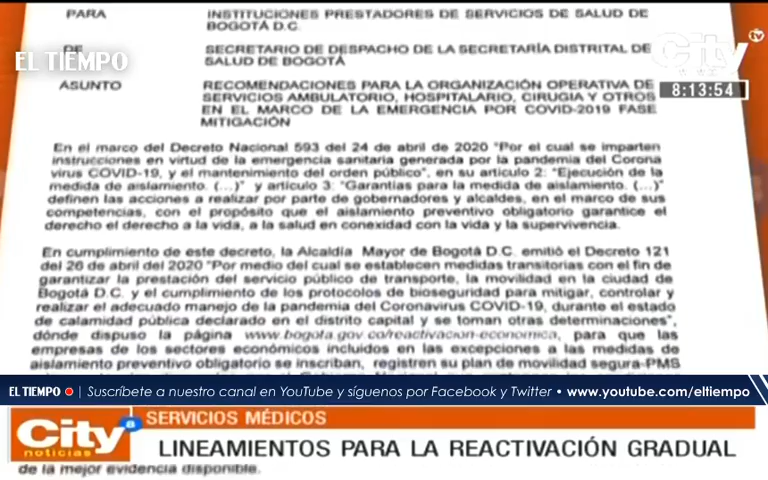 PARA INSTITUCIONES PRESTADORES DE SERVICIOS DE SALUD DE
BOGOTÁ D.C.
EL TIEMPO
City tv
DE SECRETARIO DE DESPACHO DE LA SECRETARÍA DISTRITAL DE
SALUD DE BOGOTÁ
8:13:54
ASUNTO RECOMENDACIONES PARA LA ORGANIZACIÓN OPERATIVA DE
SERVICIOS AMBULATORIO, HOSPITALARIO, CIRUGIA Y OTROS
EN EL MARCO DE LA EMERGENCIA POR COVID-2019 FASE
MITIGACIÓN
En el marco del Decreto Nacional 593 del 24 de abril de 2020 "Por el cual se imparten
instrucciones en virtud de la emergencia sanitaria generada por la pandemia del Corona
virus COVID-19, y el mantenimiento del orden público", en su artículo 2: "Ejecución de la
medida de aislamiento. (...)" y artículo 3: "Garantías para la medida de aislamiento. (...)"
definen las acciones a realizar por parte de gobernadores y alcaldes, en el marco de sus
competencias, con el propósito que el aislamiento preventivo obligatorio garantice el
derecho el derecho a la vida, a la salud en conexidad con la vida y la supervivencia.
En cumplimiento de este decreto, la Alcaldía Mayor de Bogotá D.C. emitió el Decreto 121
del 26 de abril del 2020 "Por medio del cual se establecen medidas transitorias con el fin de
garantizar la prestación del servicio público de transporte, la movilidad en la ciudad de
Bogotá D.C. y el cumplimiento de los protocolos de bioseguridad para mitigar, controlar y
realizar el adecuado manejo de la pandemia del Coronavirus COVID-19, durante el estado
de calamidad pública declarado en el distrito capital y se toman otras determinaciones",
dónde dispuso la página www.bogota.gov.co/reactivacion-economica, para que las
empresas de los sectores económicos incluidos en las excepciones a las medidas de
aislamiento preventivo obligatorio se inscriban, registren su plan de movilidad segura-PMS
EL TIEMPO | Suscríbete a nuestro canal en YouTube y síguenos por Facebook y Twitter • www.youtube.com/eltiempo
City noticias 8
SERVICIOS MÉDICOS
LINEAMIENTOS PARA LA REACTIVACIÓN GRADUAL
de la mejor evidencia disponible.